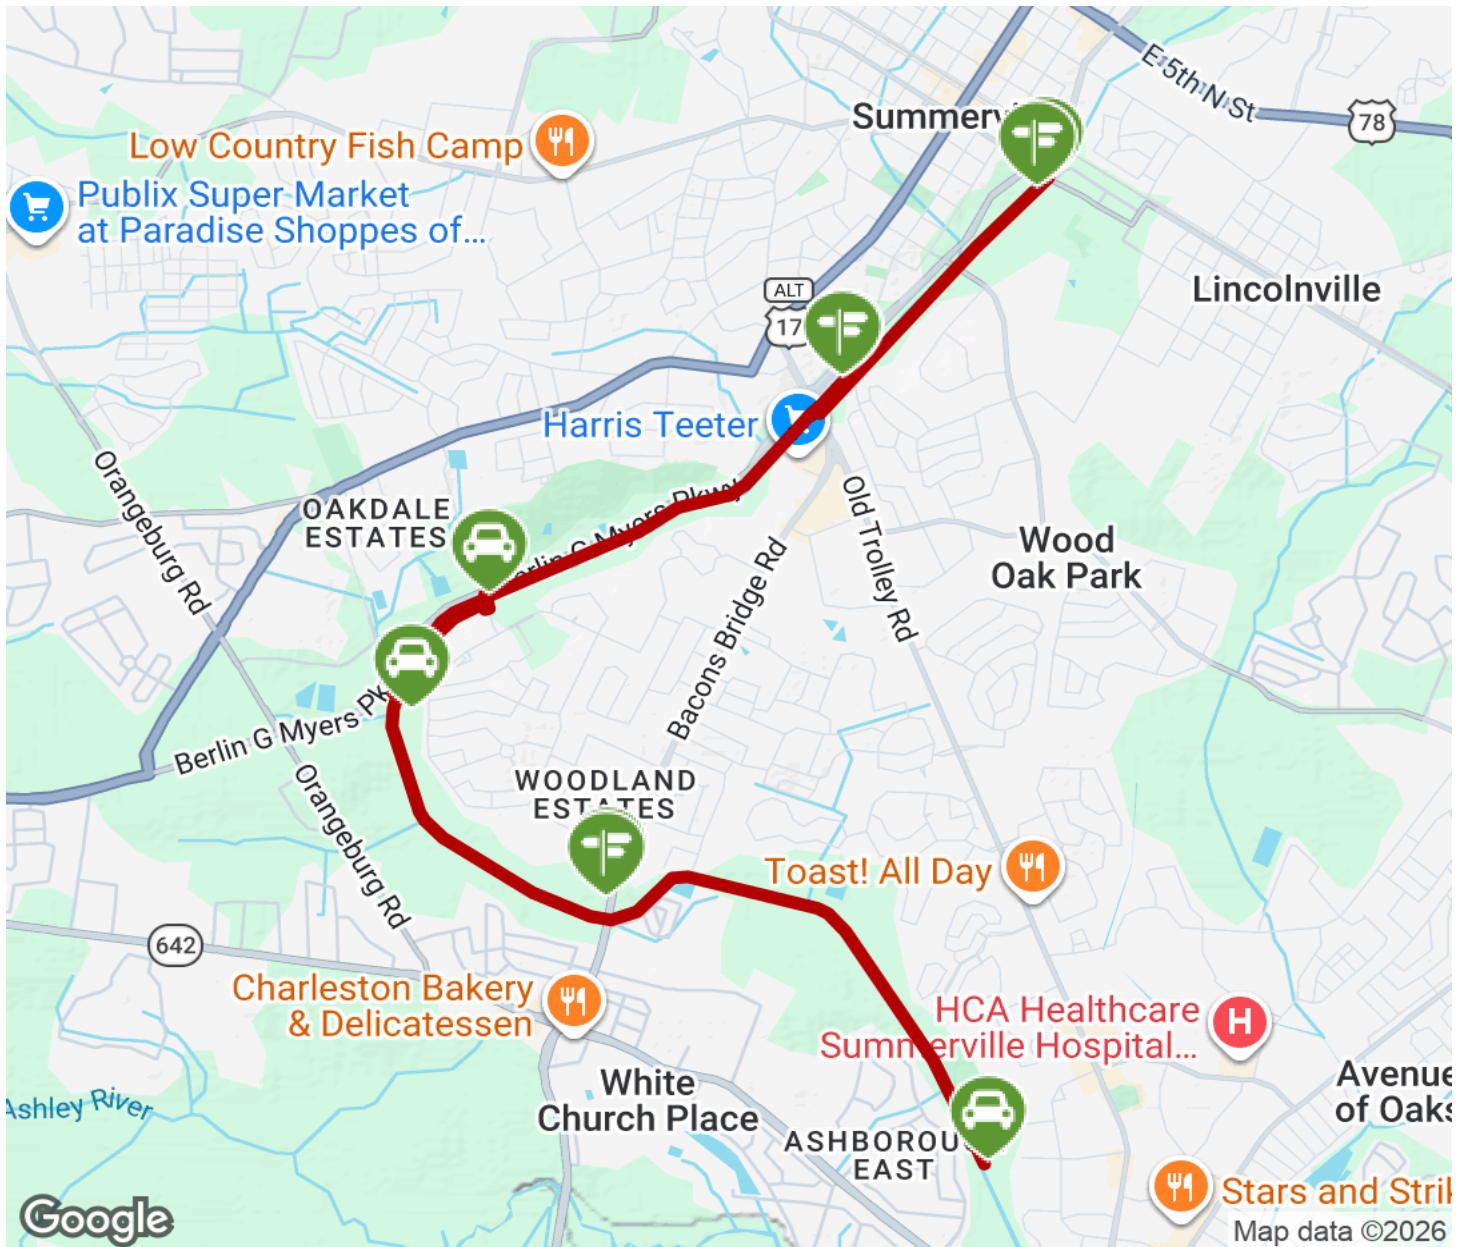 E 5th N St
78
Summerv
Low Country Fish Camp
Publix Super Market
at Paradise Shoppes of...
Lincolnville
ALT
17
Harris Teeter
Orangeburg Rd
OAKDALE
ESTATES
Berlin G Myers Pkwy
Old Trolley Rd
Wood
Oak Park
Bacons Bridge Rd
Berlin G Myers Pk
WOODLAND
ESTATES
Orangeburg Rd
Toast! All Day
642
Charleston Bakery
& Delicatessen
HCA Healthcare
Summerville Hospital...
White
Church Place
Avenue
of Oaks
Ashley River
ASHBOROU
EAST
Stars and Strik
Google
Map data ©2026